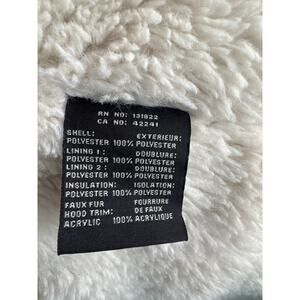 RN NO: 131822
CA NO: 42241
SHELL: EXTERIEUR:
POLYESTER 100% POLYESTER
LINING 1 : DOUBLURE:
POLYESTER 100% POLYESTER
LINING 2 : DOUBLURE:
POLYESTER 100% POLYESTER
INSULATION: ISOLATION:
POLYESTER 100% POLYESTER
FAUX FUR FOURRURE
HOOD TRIM: DE FAUX
ACRYLIC 100% ACRYLIQUE